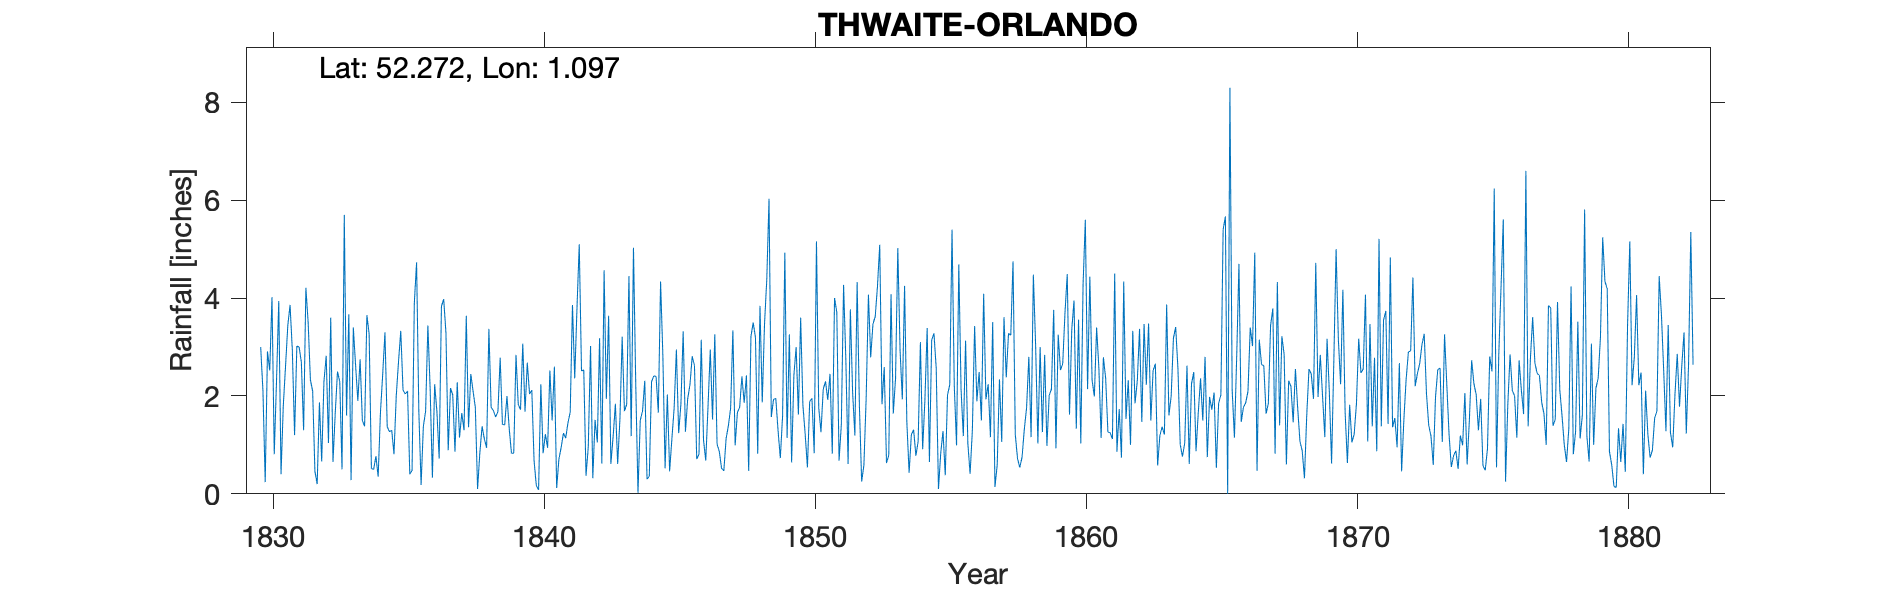 THWAITE-ORLANDO
Lat: 52.272, Lon: 1.097
Rainfall [inches]
8
6
4
2
0
1830 1840 1850 1860 1870 1880
Year